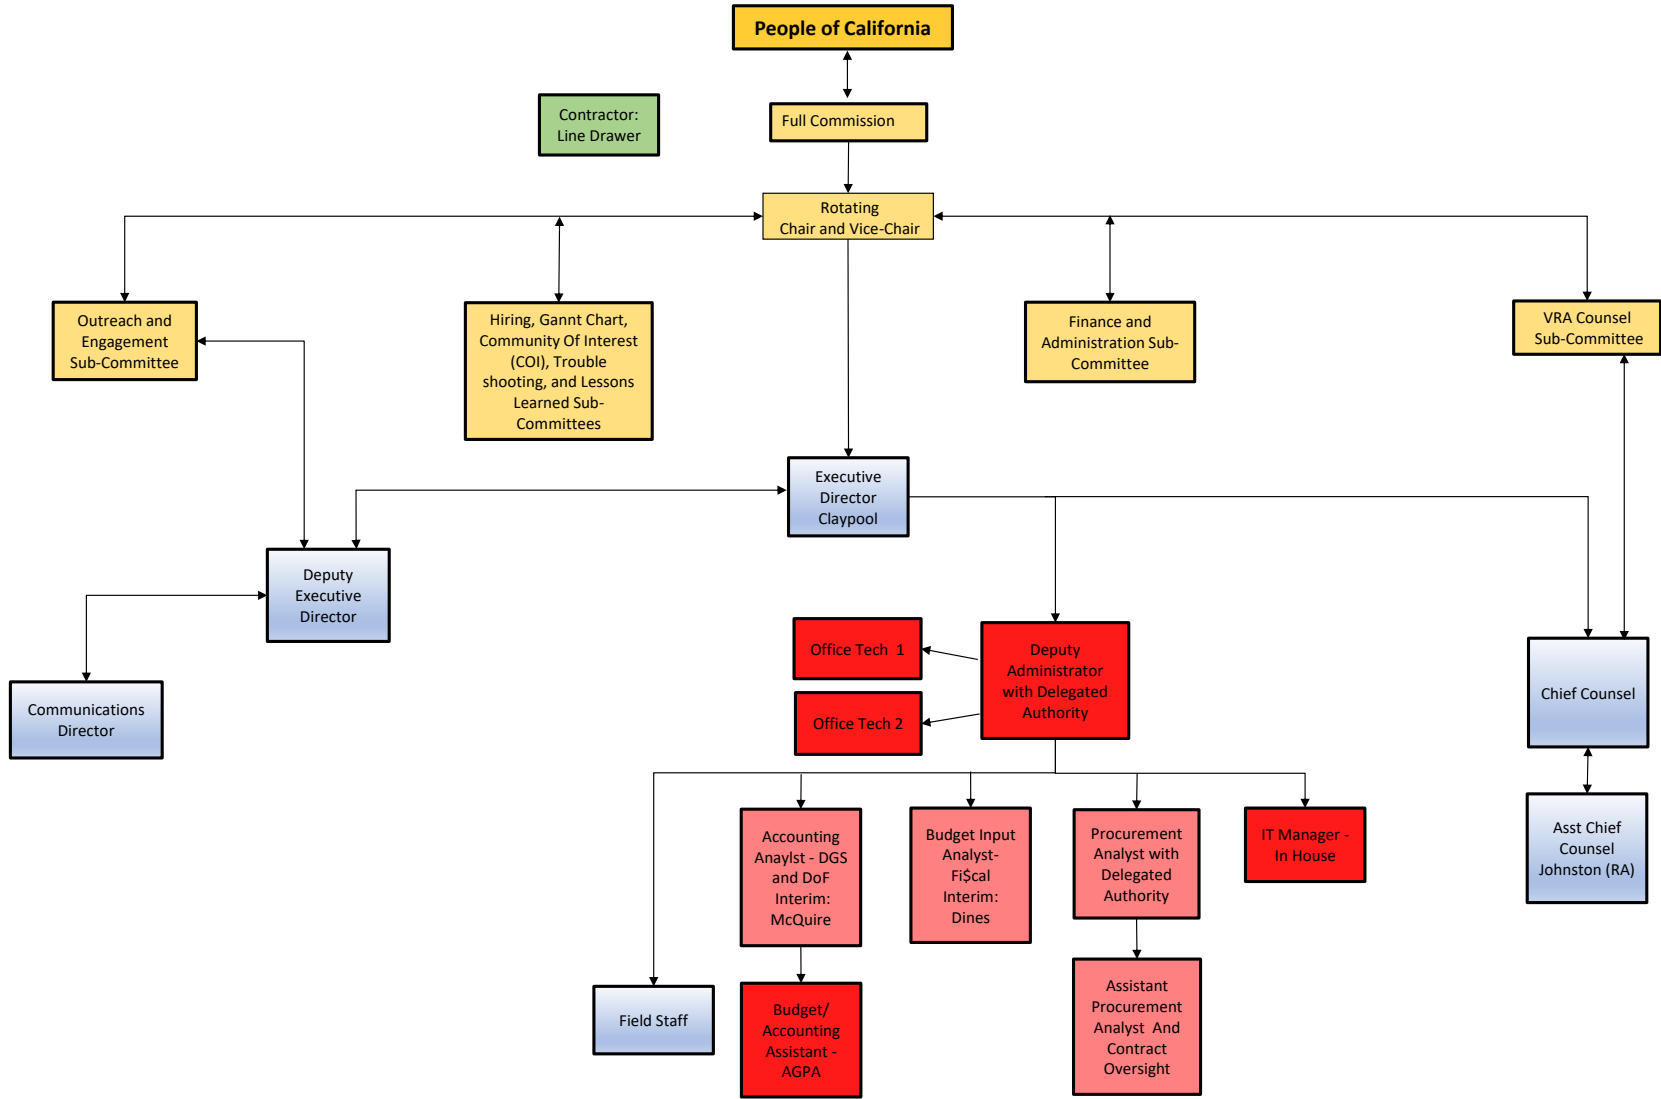 People of California
Contractor:
Line Drawer
Full Commission
Rotating
Chair and Vice-Chair
Outreach and
Engagement
Sub-Committee
Hiring, Gannt Chart,
Community Of Interest
(COI), Trouble
shooting, and Lessons
Learned Sub-
Committees
Finance and
Administration Sub-
Committee
VRA Counsel
Sub-Committee
Executive
Director
Claypool
Deputy
Executive
Director
Communications
Director
Office Tech 1
Office Tech 2
Deputy
Administrator
with Delegated
Authority
Chief Counsel
Asst Chief
Counsel
Johnston (RA)
Accounting
Anaylst - DGS
and DoF
Interim:
McQuire
Budget Input
Analyst-
Fi$cal
Interim:
Dines
Procurement
Analyst with
Delegated
Authority
IT Manager -
In House
Field Staff
Budget/
Accounting
Assistant -
AGPA
Assistant
Procurement
Analyst And
Contract
Oversight